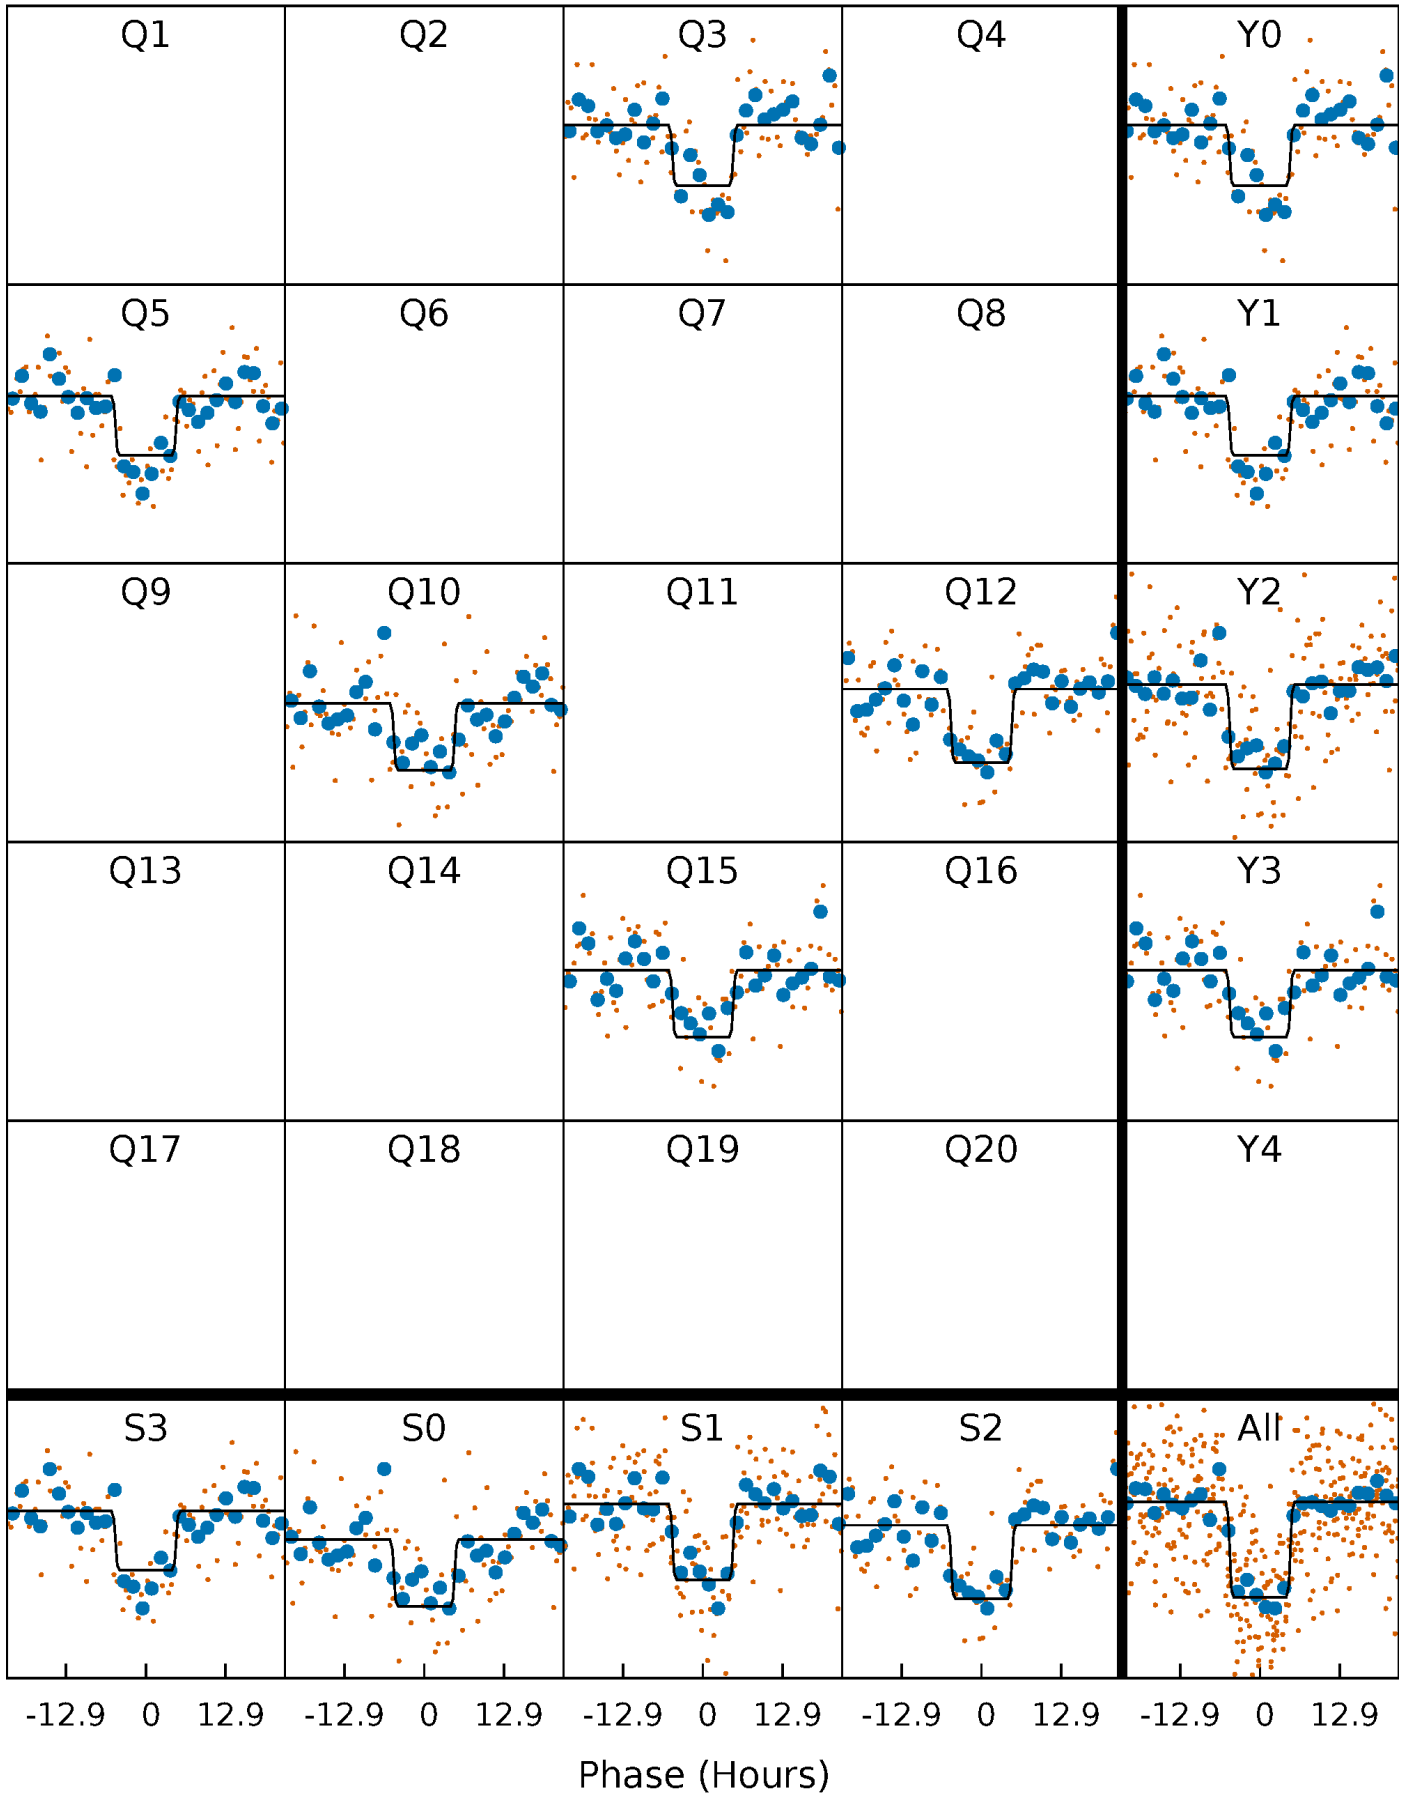 Q1 Q2 Q3 Q4 Y0
Q5 Q6 Q7 Q8 Y1
Q9 Q10 Q11 Q12 Y2
Q13 Q14 Q15 Q16 Y3
Q17 Q18 Q19 Q20 Y4
S3 S0 S1 S2 All
-12.9 0 12.9 -12.9 0 12.9 -12.9 0 12.9 -12.9 0 12.9 -12.9 0 12.9
Phase (Hours)